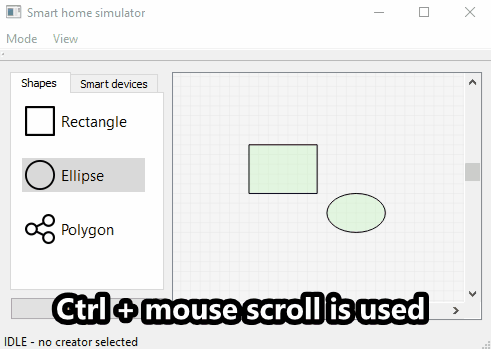 Smart home simulator
Mode View
Shapes Smart devices
Rectangle
Ellipse
Polygon
Ctrl + mouse scroll is used
IDLE - no creator selected